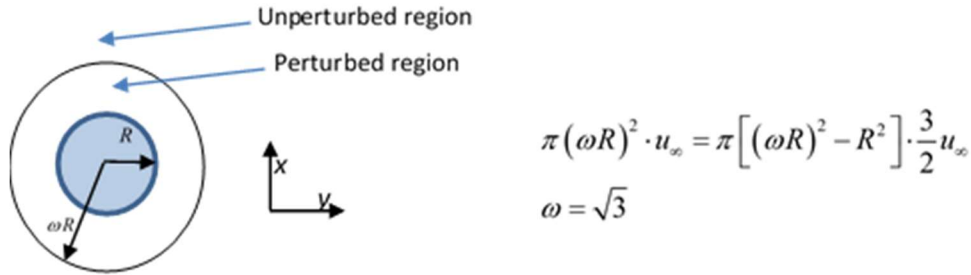 Unperturbed region
Perturbed region
R
ωR
x
y
π(ωR)² · u∞ = π[(ωR)² − R²] · 3/2 u∞
ω = √3